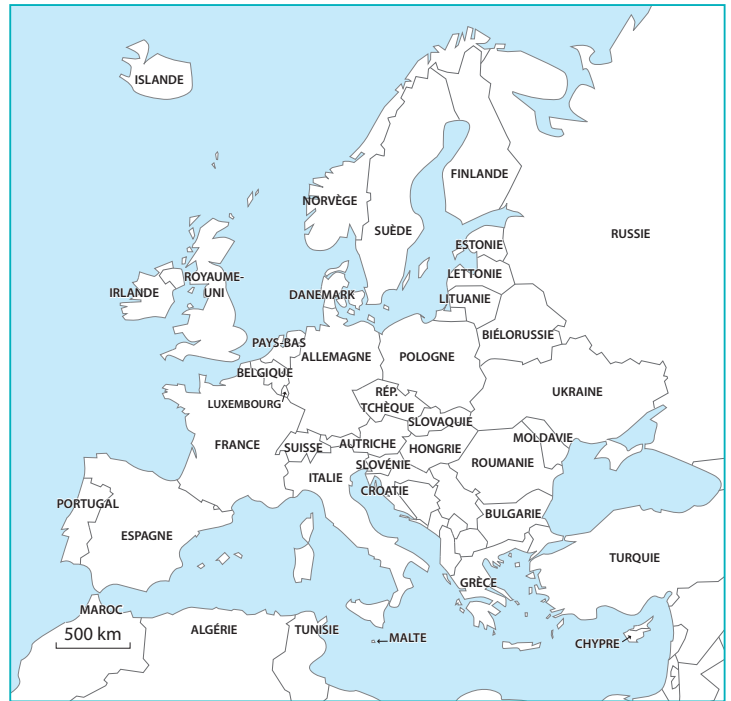 ISLANDE
FINLANDE
NORVÈGE
SUÈDE
RUSSIE
ESTONIE
LETTONIE
ROYAUME-
UNI
IRLANDE
DANEMARK
LITUANIE
BIÉLORUSSIE
PAYS-BAS
ALLEMAGNE
POLOGNE
BELGIQUE
RÉP.
TCHÈQUE
UKRAINE
LUXEMBOURG
SLOVAQUIE
FRANCE
SUISSE
AUTRICHE
HONGRIE
MOLDAVIE
SLOVÉNIE
ROUMANIE
ITALIE
CROATIE
PORTUGAL
ESPAGNE
BULGARIE
TURQUIE
GRÈCE
MAROC
500 km
ALGÉRIE
TUNISIE
MALTE
CHYPRE